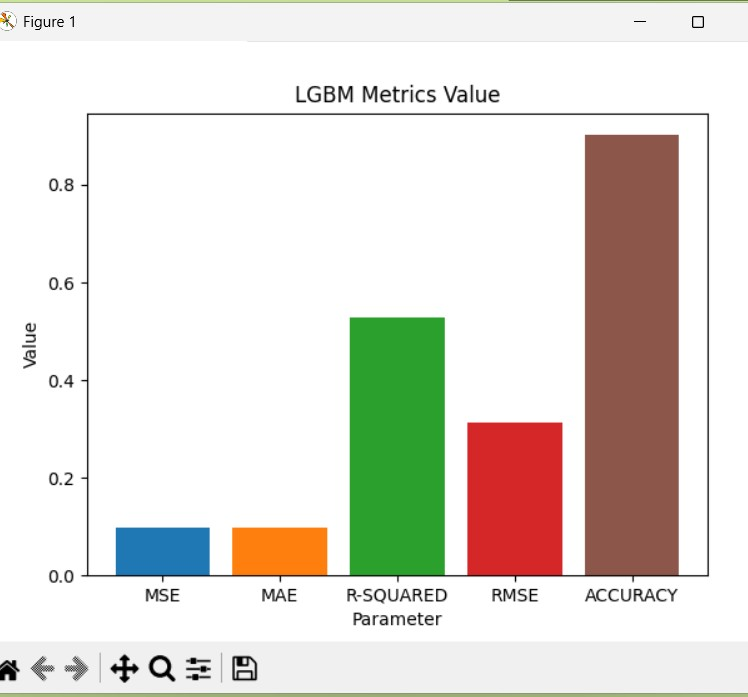 Figure 1
LGBM Metrics Value
0.8
0.6
0.4
0.2
0.0
Value
MSE MAE R-SQUARED RMSE ACCURACY
Parameter